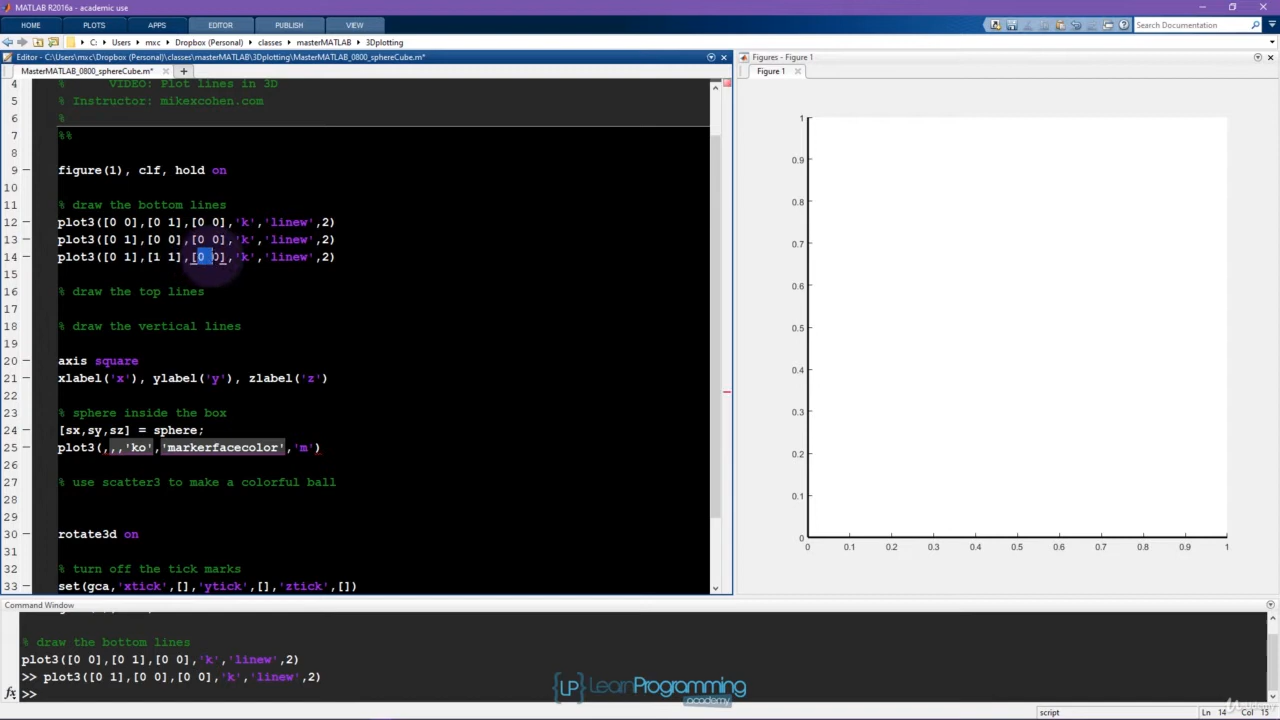 MATLAB R2016a - academic use
HOME PLOTS APPS EDITOR PUBLISH VIEW Search Documentation
C: Users mxc Dropbox (Personal) classes masterMATLAB 3Dplotting
Editor - C:\Users\mxc\Dropbox (Personal)\classes\masterMATLAB\3Dplotting\MasterMATLAB_0800_sphereCube.m* Figures - Figure 1
MasterMATLAB_0800_sphereCube.m* Figure 1
4 % VIDEO: Plot lines in 3D
5 % Instructor: mikexcohen.com
6 %
7 %%
8
9 figure(1), clf, hold on
10
11 % draw the bottom lines
12 plot3([0 0],[0 1],[0 0],'k','linew',2)
13 plot3([0 1],[0 0],[0 0],'k','linew',2)
14 plot3([0 1],[1 1],[0 0],'k','linew',2)
15
16 % draw the top lines
17
18 % draw the vertical lines
19
20 axis square
21 xlabel('x'), ylabel('y'), zlabel('z')
22
23 % sphere inside the box
24 [sx,sy,sz] = sphere;
25 plot3(,,,'ko','markerfacecolor','m')
26
27 % use scatter3 to make a colorful ball
28
29
30 rotate3d on
31
32 % turn off the tick marks
33 set(gca,'xtick',[],'ytick',[],'ztick',[])
1
0.9
0.8
0.7
0.6
0.5
0.4
0.3
0.2
0.1
0
0 0.1 0.2 0.3 0.4 0.5 0.6 0.7 0.8 0.9 1
Command Window
% draw the bottom lines
plot3([0 0],[0 1],[0 0],'k','linew',2)
>> plot3([0 1],[0 0],[0 0],'k','linew',2)
fx >>
{LP} LearnProgramming
academy
Udemy
script Ln 14 Col 15